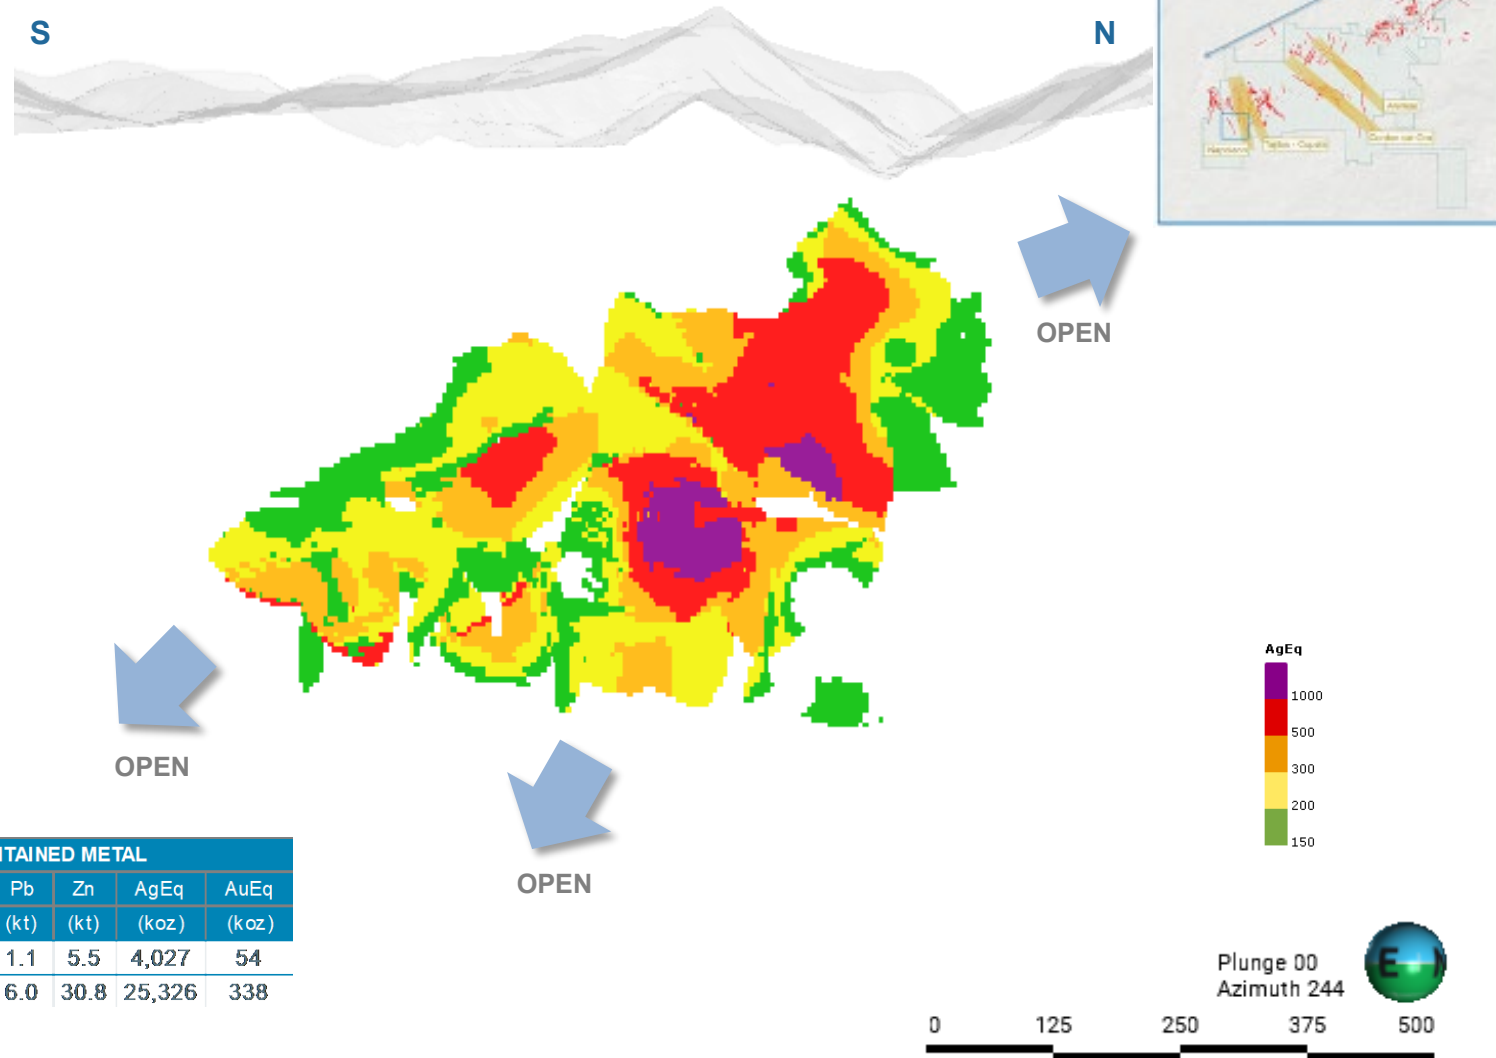 S
N
OPEN
OPEN
OPEN
AgEq
1000
500
300
200
150
TAINED METAL
Pb Zn AgEq AuEq
(kt) (kt) (koz) (koz)
1.1 5.5 4,027 54
6.0 30.8 25,326 338
Plunge 00
Azimuth 244
E N
0 125 250 375 500